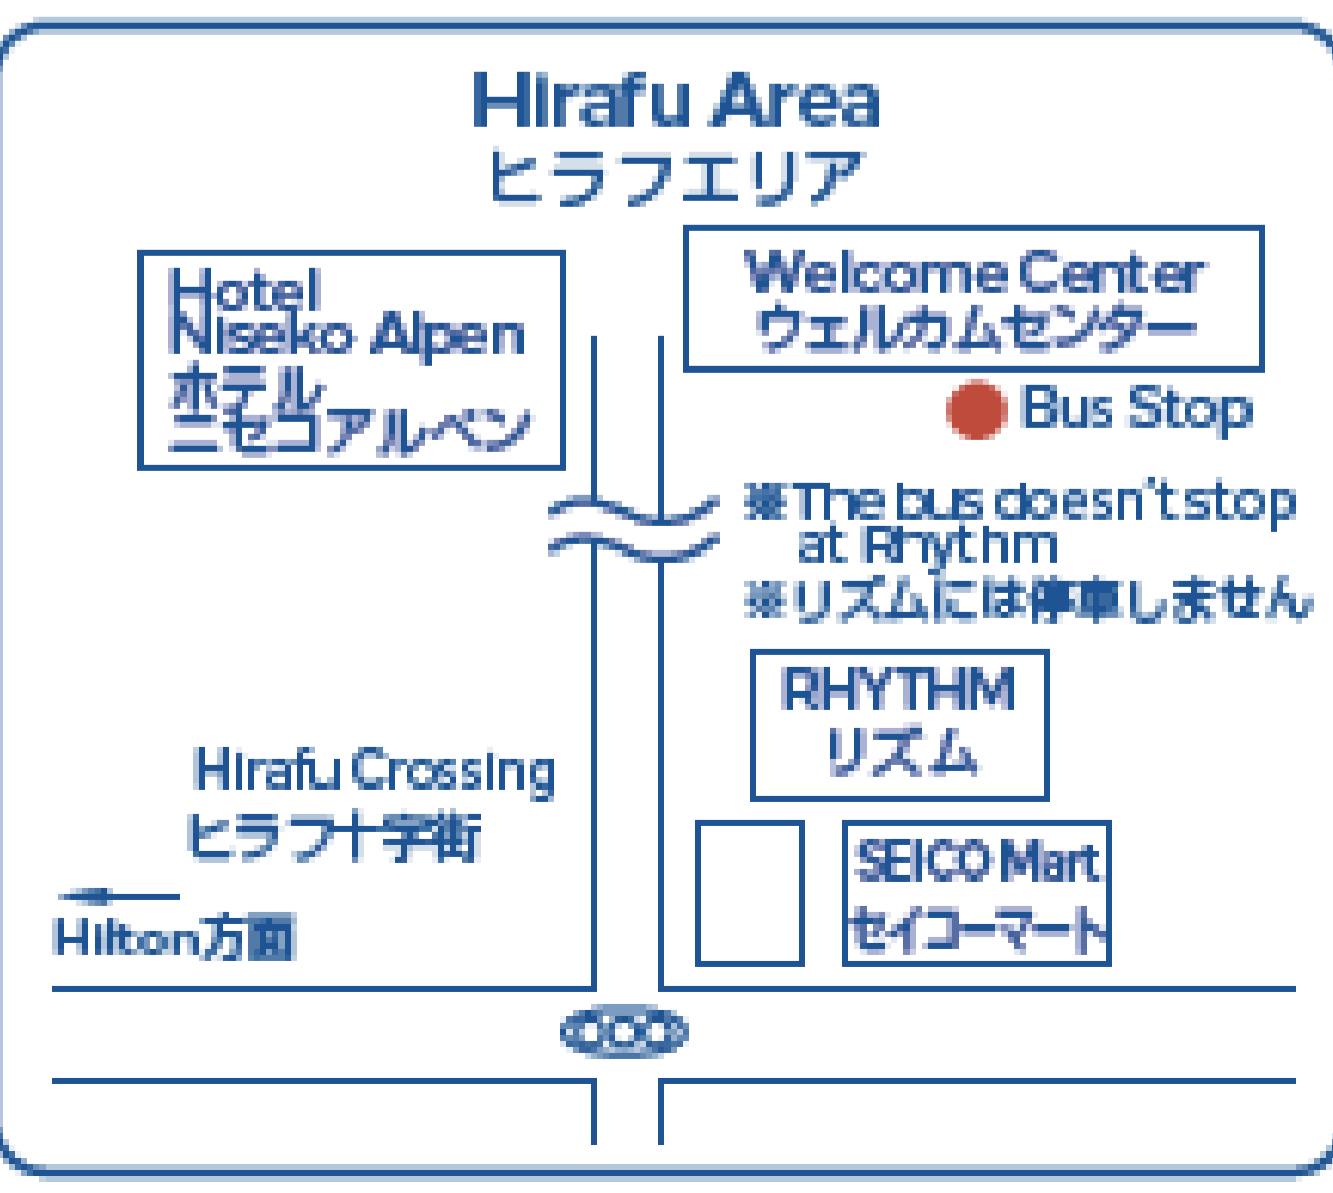 Hirafu Area
ヒラフエリア
Hotel
Niseko Alpen
ホテル
ニセコアルペン
Welcome Center
ウェルカムセンター
Bus Stop
※The bus doesn't stop
at Rhythm
※リズムには停車しません
RHYTHM
リズム
Hirafu Crossing
ヒラフ十字街
SEICO Mart
セイコーマート
Hilton方面